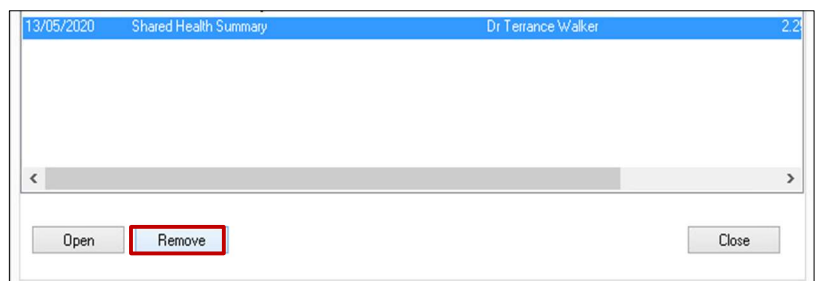 13/05/2020 Shared Health Summary Dr Terrance Walker
Open Remove Close